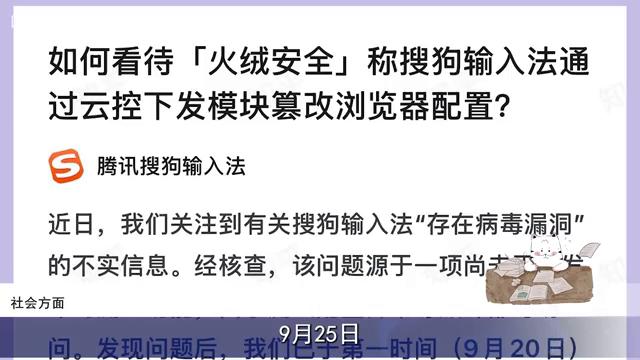 如何看待「火绒安全」称搜狗输入法通
过云控下发模块篡改浏览器配置?
腾讯搜狗输入法
近日，我们关注到有关搜狗输入法“存在病毒漏洞”
的不实信息。经核查，该问题源于一项尚未
发
社会方面
9月25日
问。发现问题后，我们已于第一时间（9月20日）